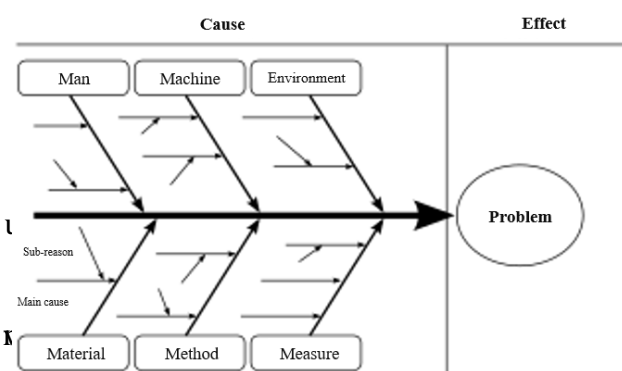 Cause
Effect
Man
Machine
Environment
Problem
Sub-reason
Main cause
Material
Method
Measure